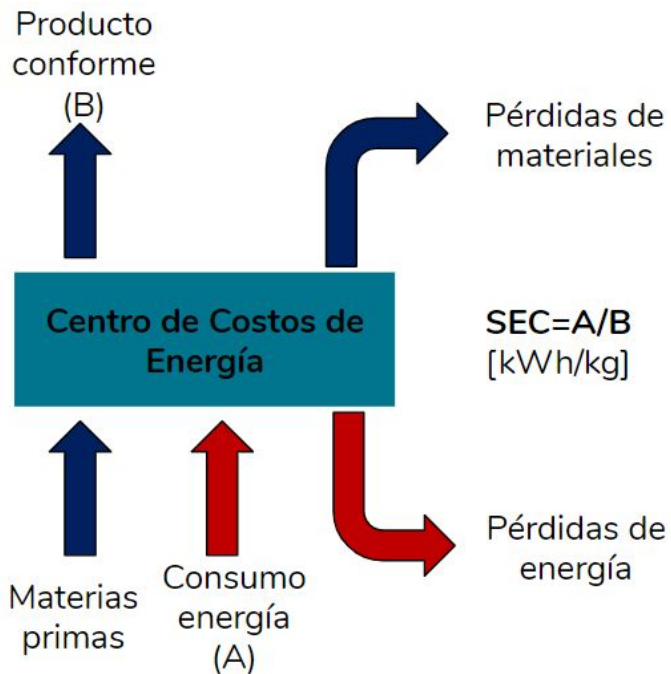 Producto
conforme
(B)
Pérdidas de
materiales
Centro de Costos de
Energía
SEC=A/B
[kWh/kg]
Materias
primas
Consumo
energía
(A)
Pérdidas de
energía